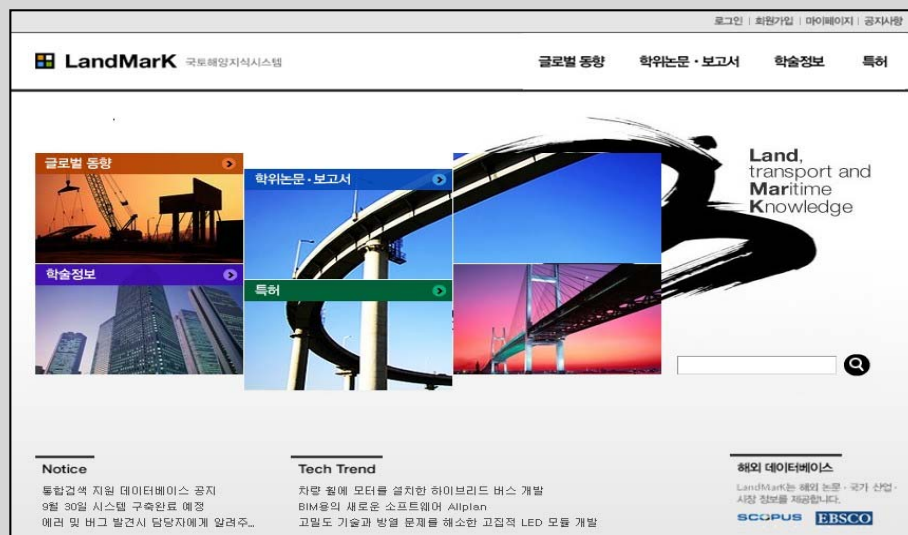 로그인 | 회원가입 | 마이페이지 | 공지사항
LandMarK 국토해양지식시스템
글로벌 동향 학위논문·보고서 학술정보 특허
글로벌 동향
학위논문·보고서
학술정보
특허
Land,
transport and
Maritime
Knowledge
Notice
통합검색 지원 데이터베이스 공지
9월 30일 시스템 구축완료 예정
에러 및 버그 발견시 담당자에게 알려주...
Tech Trend
차량 휠에 모터를 설치한 하이브리드 버스 개발
BIM용의 새로운 소프트웨어 Allplan
고밀도 기술과 방열 문제를 해소한 고집적 LED 모듈 개발
해외 데이터베이스
LandMarK는 해외 논문·국가 산업·
시장 정보를 제공합니다.
SCOPUS EBSCO